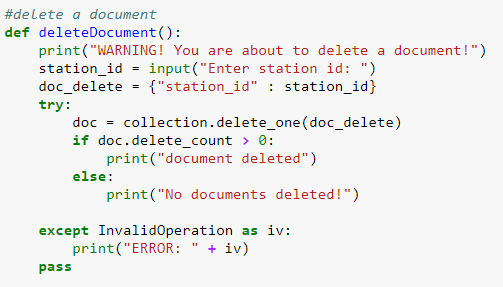 #delete a document
def deleteDocument():
    print("WARNING! You are about to delete a document!")
    station_id = input("Enter station id: ")
    doc_delete = {"station_id" : station_id}
    try:
        doc = collection.delete_one(doc_delete)
        if doc.delete_count > 0:
            print("document deleted")
        else:
            print("No documents deleted!")
    except InvalidOperation as iv:
        print("ERROR: " + iv)
    pass